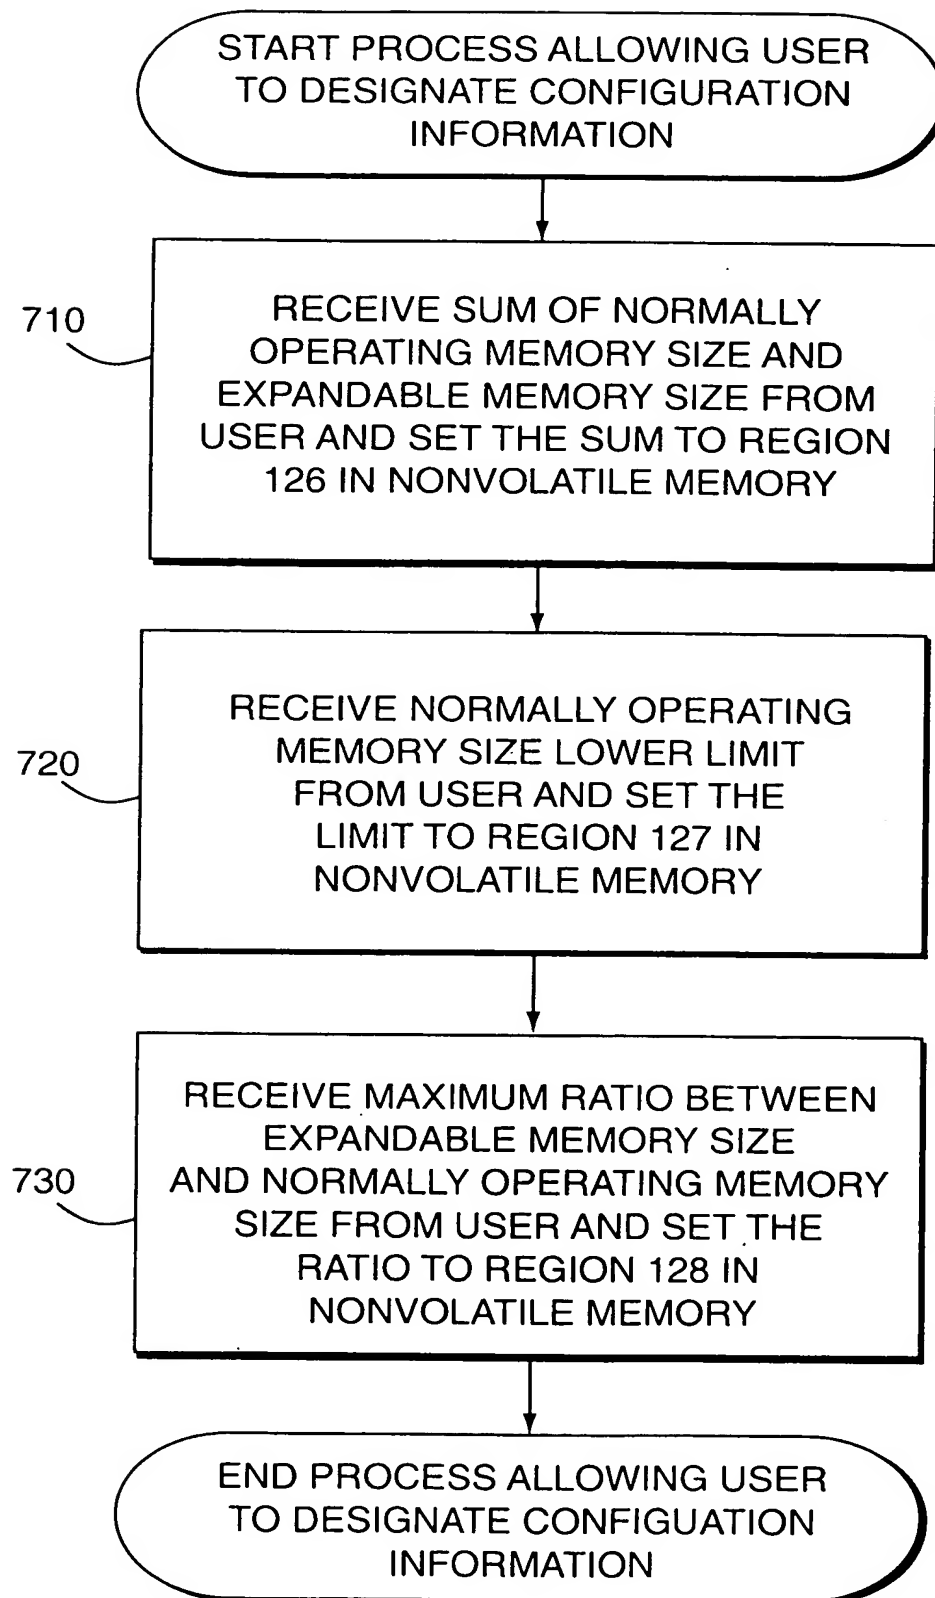 START PROCESS ALLOWING USER
TO DESIGNATE CONFIGURATION
INFORMATION
710
RECEIVE SUM OF NORMALLY
OPERATING MEMORY SIZE AND
EXPANDABLE MEMORY SIZE FROM
USER AND SET THE SUM TO REGION
126 IN NONVOLATILE MEMORY
720
RECEIVE NORMALLY OPERATING
MEMORY SIZE LOWER LIMIT
FROM USER AND SET THE
LIMIT TO REGION 127 IN
NONVOLATILE MEMORY
730
RECEIVE MAXIMUM RATIO BETWEEN
EXPANDABLE MEMORY SIZE
AND NORMALLY OPERATING MEMORY
SIZE FROM USER AND SET THE
RATIO TO REGION 128 IN
NONVOLATILE MEMORY
END PROCESS ALLOWING USER
TO DESIGNATE CONFIGUATION
INFORMATION